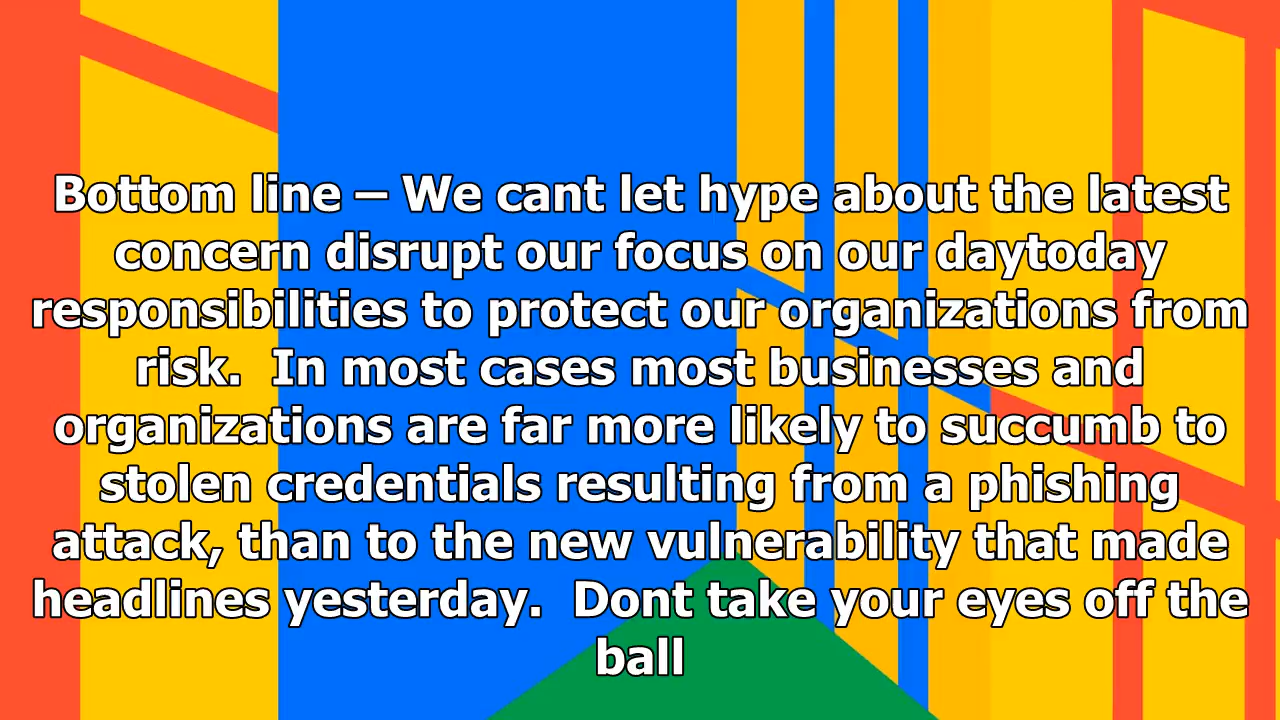 Bottom line – We cant let hype about the latest
concern disrupt our focus on our daytoday
responsibilities to protect our organizations from
risk.  In most cases most businesses and
organizations are far more likely to succumb to
stolen credentials resulting from a phishing
attack, than to the new vulnerability that made
headlines yesterday.  Dont take your eyes off the
ball